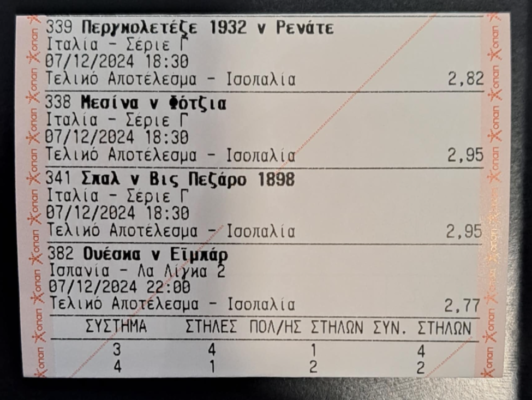 339 Περγκολετέζε 1932 v Ρενάτε
Ιταλία - Σέριε Γ
07/12/2024 18:30
Τελικό Αποτέλεσμα - Ισοπαλία 2,82
338 Μεσίνα v Φότζια
Ιταλία - Σέριε Γ
07/12/2024 18:30
Τελικό Αποτέλεσμα - Ισοπαλία 2,95
341 Σπαλ v Βις Πεζάρο 1898
Ιταλία - Σέριε Γ
07/12/2024 18:30
Τελικό Αποτέλεσμα - Ισοπαλία 2,95
382 Ουέσκα v Εϊμπάρ
Ισπανία - Λα Λίγκα 2
07/12/2024 22:00
Τελικό Αποτέλεσμα - Ισοπαλία 2,77
ΣΥΣΤΗΜΑ ΣΤΗΛΕΣ ΠΟΛ/ΗΣ ΣΤΗΛΩΝ ΣΥΝ. ΣΤΗΛΩΝ
3 4 1 4
4 1 2 2